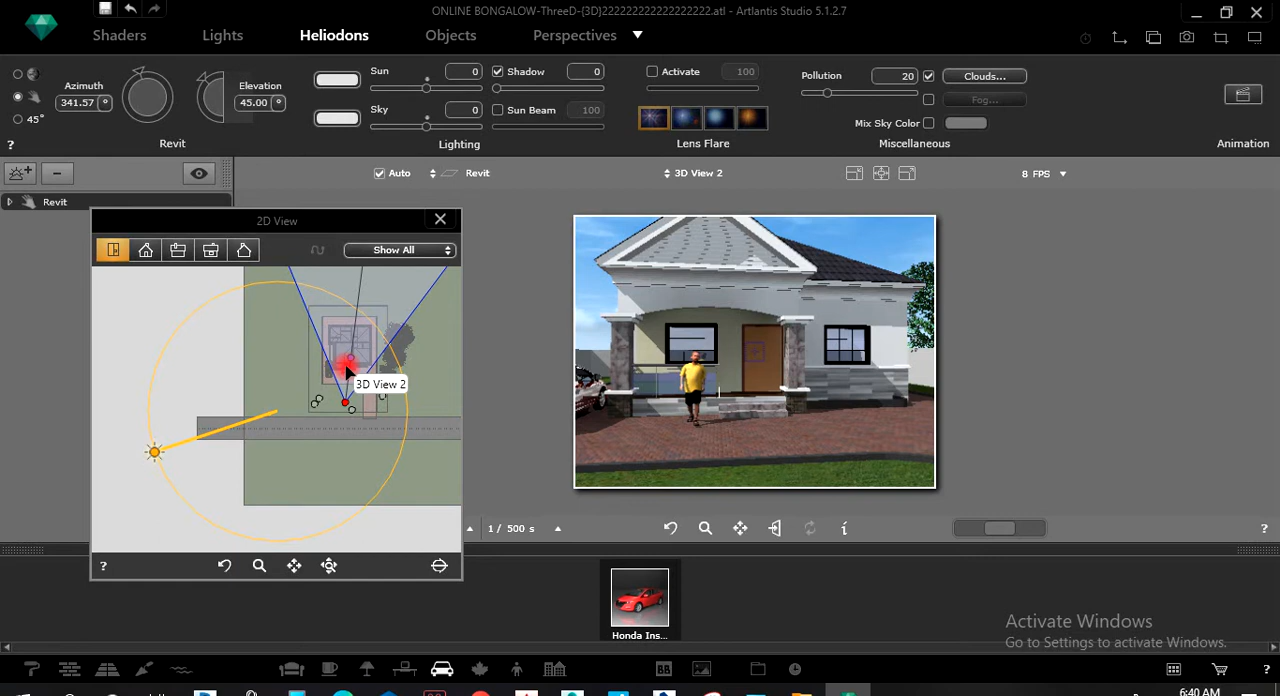 ONLINE BONGALOW-ThreeD-{3D}222222222222222222.atl - Artlantis Studio 5.1.2.7
Shaders Lights Heliodons Objects Perspectives
Azimuth
341.57 °
45°
Elevation
45.00 °
Sun 0
Shadow 0
Sky 0
Sun Beam 100
Activate 100
Pollution 20 Clouds...
Fog...
Mix Sky Color
? Revit Lighting Lens Flare Miscellaneous Animation
Auto Revit 3D View 2 8 FPS
Revit
2D View
Show All
3D View 2
1 / 500 s
i
?
?
Honda Ins...
Activate Windows
Go to Settings to activate Windows.
BB
?
6:40 AM